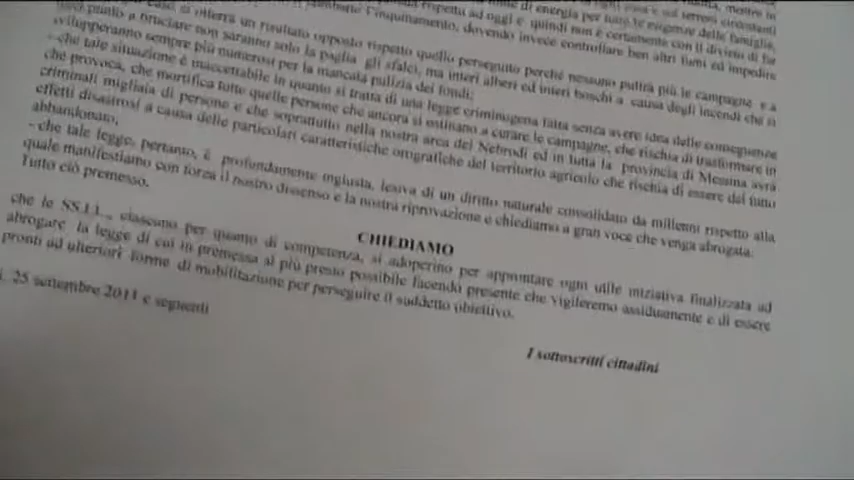 si otterrà un risultato opposto rispetto quello perseguito perché nessuno pulirà più le campagne e a
a bruciare non saranno solo la paglia gli sfalci, ma interi alberi ed interi boschi a causa degli incendi che si
svilupperanno sempre più numerosi per la mancata pulizia dei fondi;
- che tale situazione è inaccettabile in quanto si tratta di una legge criminogena fatta senza avere idea delle conseguenze
che provoca, che mortifica tutte quelle persone che ancora si ostinano a curare le campagne, che rischia di trasformare in
criminali migliaia di persone e che soprattutto nella nostra area dei Nebrodi ed in tutta la provincia di Messina avrà
effetti disastrosi a causa delle particolari caratteristiche orografiche del territorio agricolo che rischia di essere del tutto
abbandonato,
- che tale legge, pertanto, è profondamente ingiusta, lesiva di un diritto naturale consolidato da millenni rispetto alla
quale manifestiamo con forza il nostro dissenso e la nostra riprovazione e chiediamo a gran voce che venga abrogata.
Tutto ciò premesso,
CHIEDIAMO
che le SS.LL., ciascuno per quanto di competenza, si adoperino per approntare ogni utile iniziativa finalizzata ad
abrogare la legge di cui in premessa al più presto possibile facendo presente che vigileremo assiduamente e di essere
pronti ad ulteriori forme di mobilitazione per perseguire il suddetto obiettivo.
25 settembre 2011 e seguenti
I sottoscritti cittadini